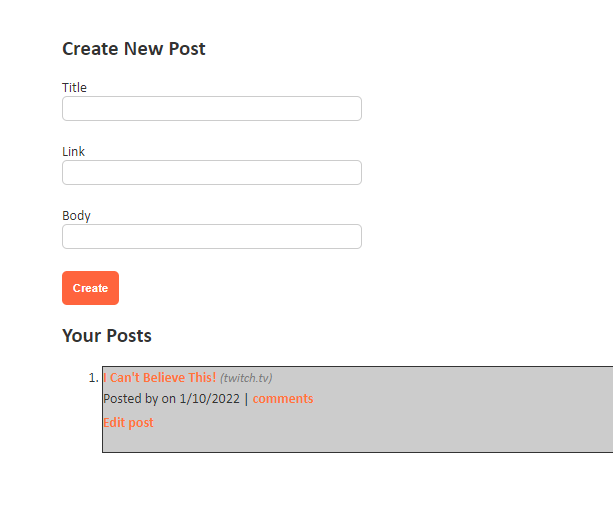 Create New Post
Title
Link
Body
Create
Your Posts
1. I Can't Believe This! (twitch.tv)
Posted by on 1/10/2022 | comments
Edit post